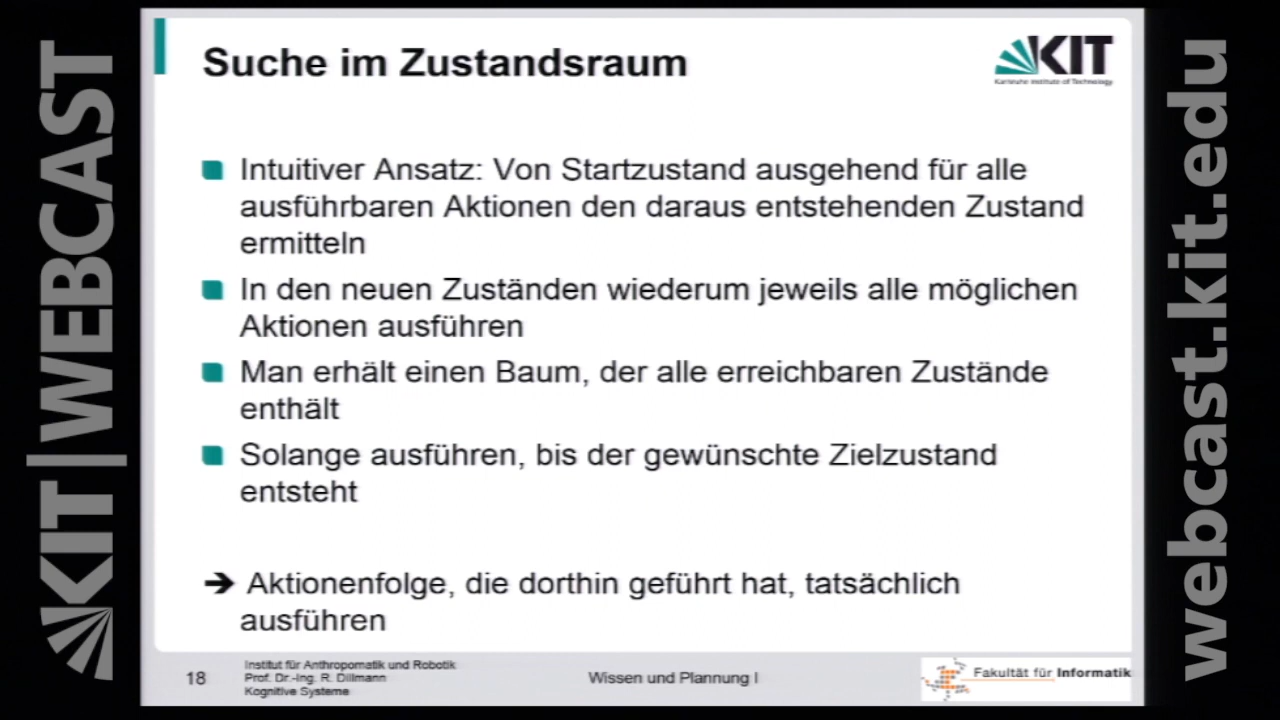 KIT|WEBCAST
Suche im Zustandsraum
KIT
Karlsruhe Institute of Technology
Intuitiver Ansatz: Von Startzustand ausgehend für alle
ausführbaren Aktionen den daraus entstehenden Zustand
ermitteln
In den neuen Zuständen wiederum jeweils alle möglichen
Aktionen ausführen
Man erhält einen Baum, der alle erreichbaren Zustände
enthält
Solange ausführen, bis der gewünschte Zielzustand
entsteht
➔ Aktionenfolge, die dorthin geführt hat, tatsächlich
ausführen
18
Institut für Anthropomatik und Robotik
Prof. Dr.-Ing. R. Dillmann
Kognitive Systeme
Wissen und Plannung I
Fakultät für Informatik
webcast.kit.edu